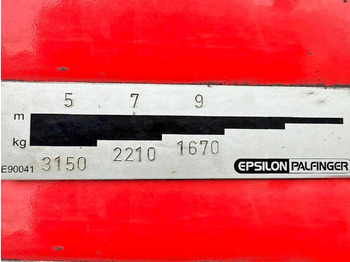 5 7 9
m
kg
E90041 3150 2210 1670
EPSILON PALFINGER